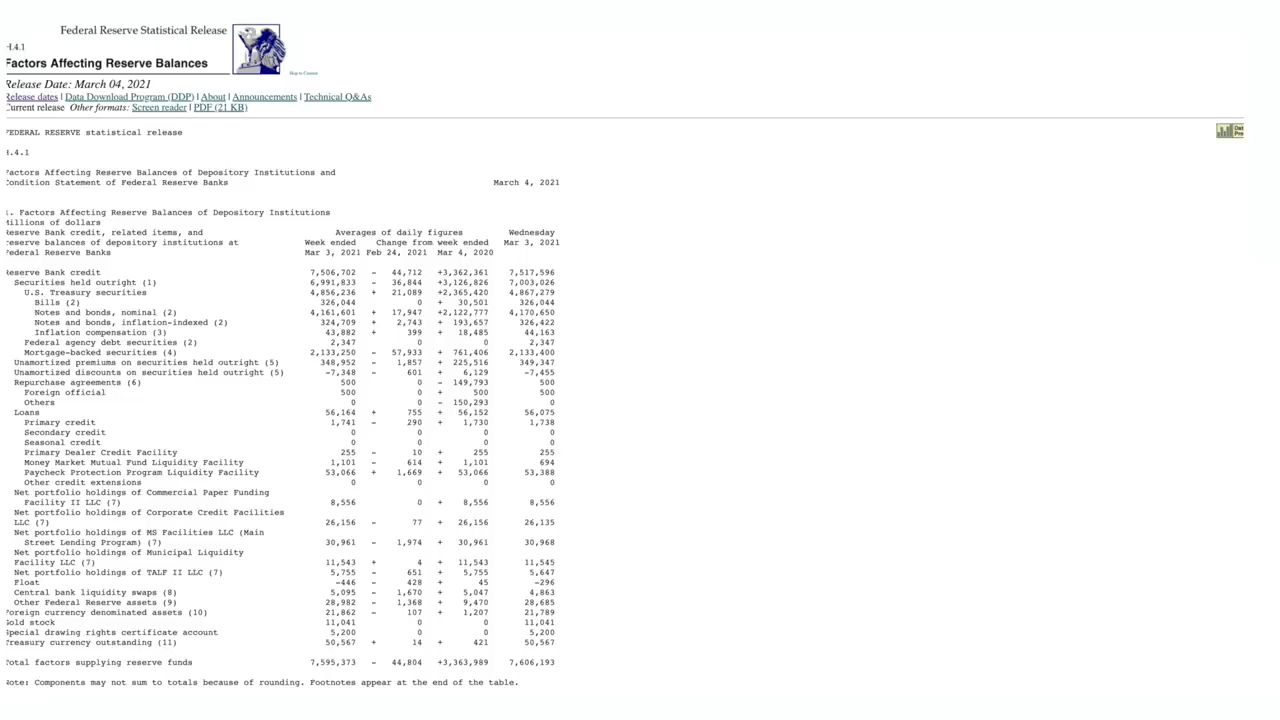 Federal Reserve Statistical Release
H.4.1
Factors Affecting Reserve Balances
Skip to Content
Release Date: March 04, 2021
Release dates | Data Download Program (DDP) | About | Announcements | Technical Q&As
Current release Other formats: Screen reader | PDF (21 KB)
FEDERAL RESERVE statistical release
H.4.1
Factors Affecting Reserve Balances of Depository Institutions and
Condition Statement of Federal Reserve Banks March 4, 2021
1. Factors Affecting Reserve Balances of Depository Institutions
Millions of dollars
Reserve Bank credit, related items, and Averages of daily figures Wednesday
reserve balances of depository institutions at Week ended Change from week ended Mar 3, 2021
Federal Reserve Banks Mar 3, 2021 Feb 24, 2021 Mar 4, 2020
Reserve Bank credit 7,506,702 - 44,712 +3,362,361 7,517,596
Securities held outright (1) 6,991,833 - 36,844 +3,126,826 7,003,026
U.S. Treasury securities 4,856,236 + 21,089 +2,365,420 4,867,279
Bills (2) 326,044 0 + 30,501 326,044
Notes and bonds, nominal (2) 4,161,601 + 17,947 +2,122,777 4,170,650
Notes and bonds, inflation-indexed (2) 324,709 + 2,743 + 193,657 326,422
Inflation compensation (3) 43,882 + 399 + 18,485 44,163
Federal agency debt securities (2) 2,347 0 0 2,347
Mortgage-backed securities (4) 2,133,250 - 57,933 + 761,406 2,133,400
Unamortized premiums on securities held outright (5) 348,952 - 1,857 + 225,516 349,347
Unamortized discounts on securities held outright (5) -7,348 - 601 + 6,129 -7,455
Repurchase agreements (6) 500 0 - 149,793 500
Foreign official 500 0 + 500 500
Others 0 0 - 150,293 0
Loans 56,164 + 755 + 56,152 56,075
Primary credit 1,741 - 290 + 1,730 1,738
Secondary credit 0 0 0 0
Seasonal credit 0 0 0 0
Primary Dealer Credit Facility 255 - 10 + 255 255
Money Market Mutual Fund Liquidity Facility 1,101 - 614 + 1,101 694
Paycheck Protection Program Liquidity Facility 53,066 + 1,669 + 53,066 53,388
Other credit extensions 0 0 0 0
Net portfolio holdings of Commercial Paper Funding
Facility II LLC (7) 8,556 0 + 8,556 8,556
Net portfolio holdings of Corporate Credit Facilities
LLC (7) 26,156 - 77 + 26,156 26,135
Net portfolio holdings of MS Facilities LLC (Main
Street Lending Program) (7) 30,961 - 1,974 + 30,961 30,968
Net portfolio holdings of Municipal Liquidity
Facility LLC (7) 11,543 + 4 + 11,543 11,545
Net portfolio holdings of TALF II LLC (7) 5,755 - 651 + 5,755 5,647
Float -446 - 428 + 45 -296
Central bank liquidity swaps (8) 5,095 - 1,670 + 5,047 4,863
Other Federal Reserve assets (9) 28,982 - 1,368 + 9,470 28,685
Foreign currency denominated assets (10) 21,862 - 107 + 1,207 21,789
Gold stock 11,041 0 0 11,041
Special drawing rights certificate account 5,200 0 0 5,200
Treasury currency outstanding (11) 50,567 + 14 + 421 50,567
Total factors supplying reserve funds 7,595,373 - 44,804 +3,363,989 7,606,193
Note: Components may not sum to totals because of rounding. Footnotes appear at the end of the table.